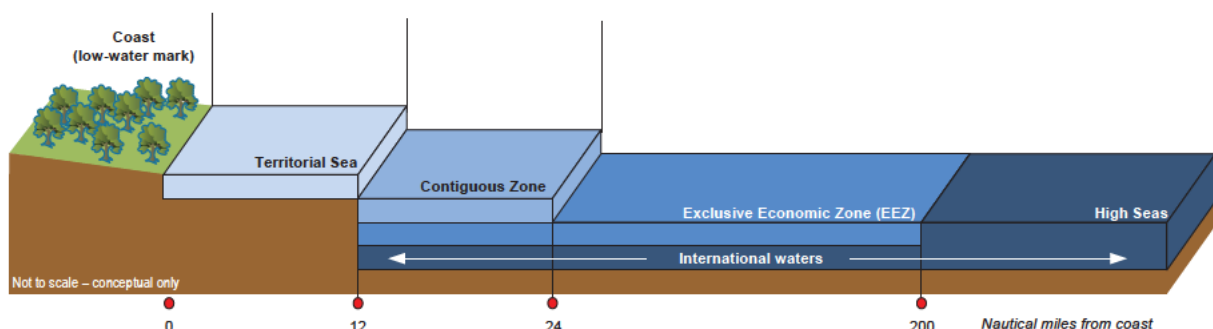 Coast
(low-water mark)
Territorial Sea
Contiguous Zone
Exclusive Economic Zone (EEZ)
High Seas
International waters
Not to scale – conceptual only
0
12
24
200
Nautical miles from coast